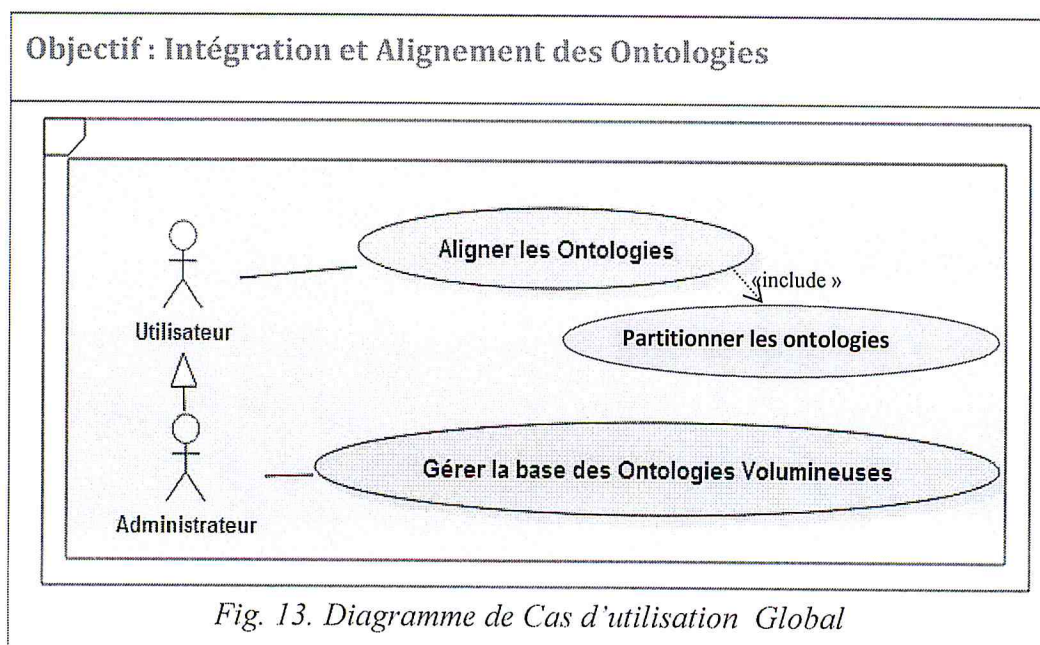 Objectif : Intégration et Alignement des Ontologies
Aligner les Ontologies
«include »
Utilisateur
Partitionner les ontologies
Gérer la base des Ontologies Volumineuses
Administrateur
Fig. 13. Diagramme de Cas d'utilisation Global